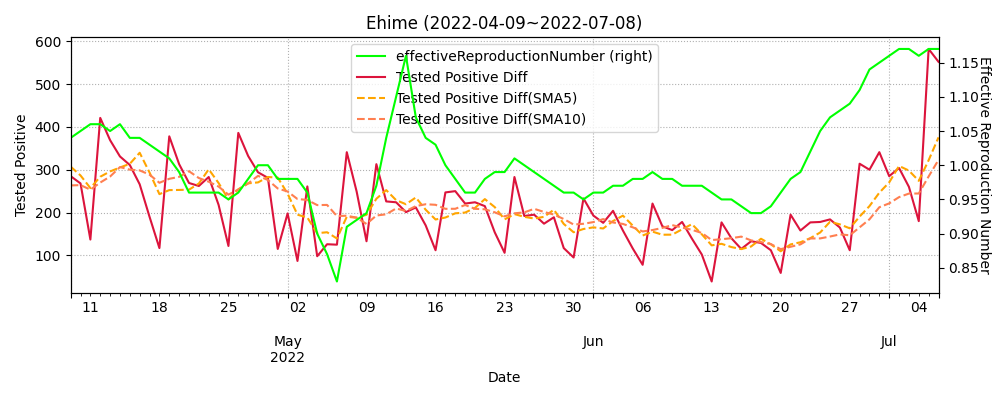 Ehime (2022-04-09~2022-07-08)
effectiveReproductionNumber (right)
Tested Positive Diff
Tested Positive Diff(SMA5)
Tested Positive Diff(SMA10)
Tested Positive
600
500
400
300
200
100
1.15
1.10
1.05
1.00
0.95
0.90
0.85
Effective Reproduction Number
11 18 25 02 09 16 23 30 06 13 20 27 04
May Jun Jul
2022
Date